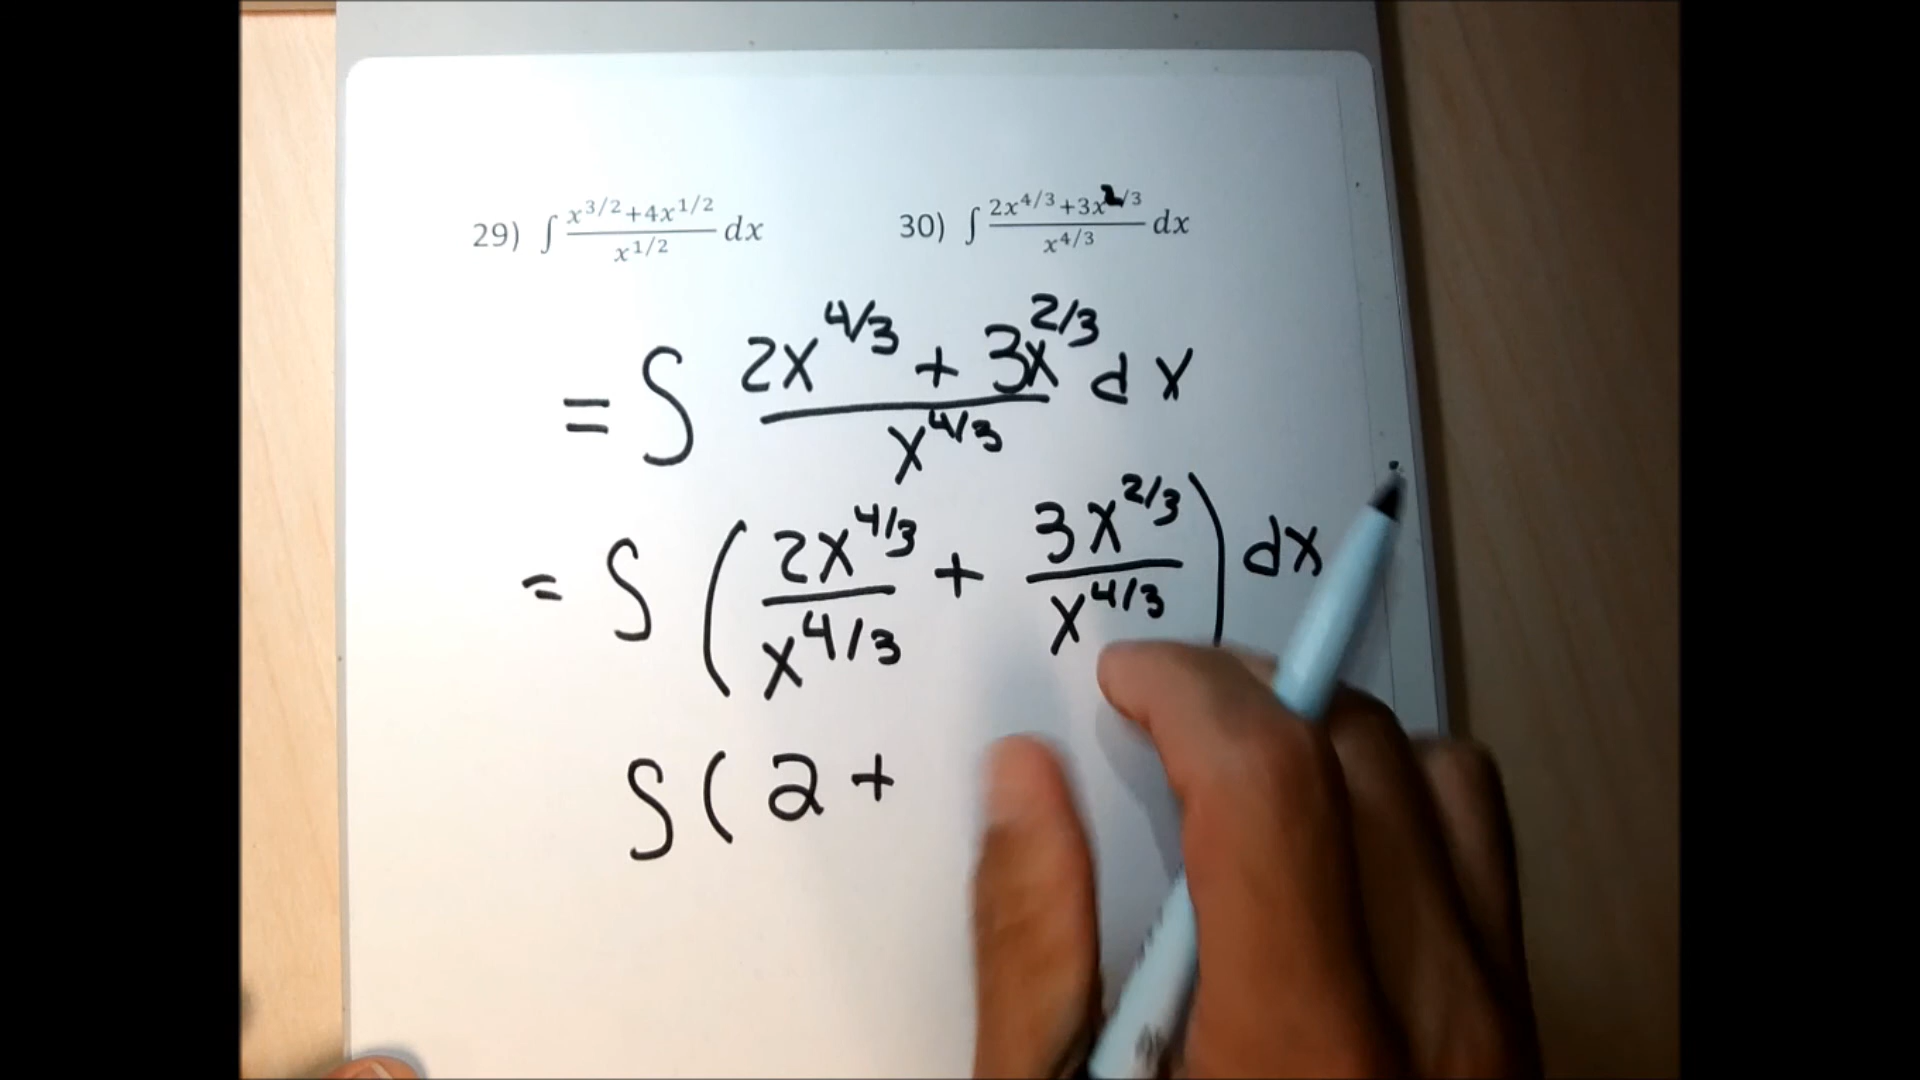 29) ∫ x^3/2+4x^1/2 / x^1/2 dx 30) ∫ 2x^4/3+3x^2/3 / x^4/3 dx
= ∫ 2x^4/3 + 3x^2/3 / x^4/3 dx
= ∫ ( 2x^4/3 / x^4/3 + 3x^2/3 / x^4/3 ) dx
∫ ( 2 +